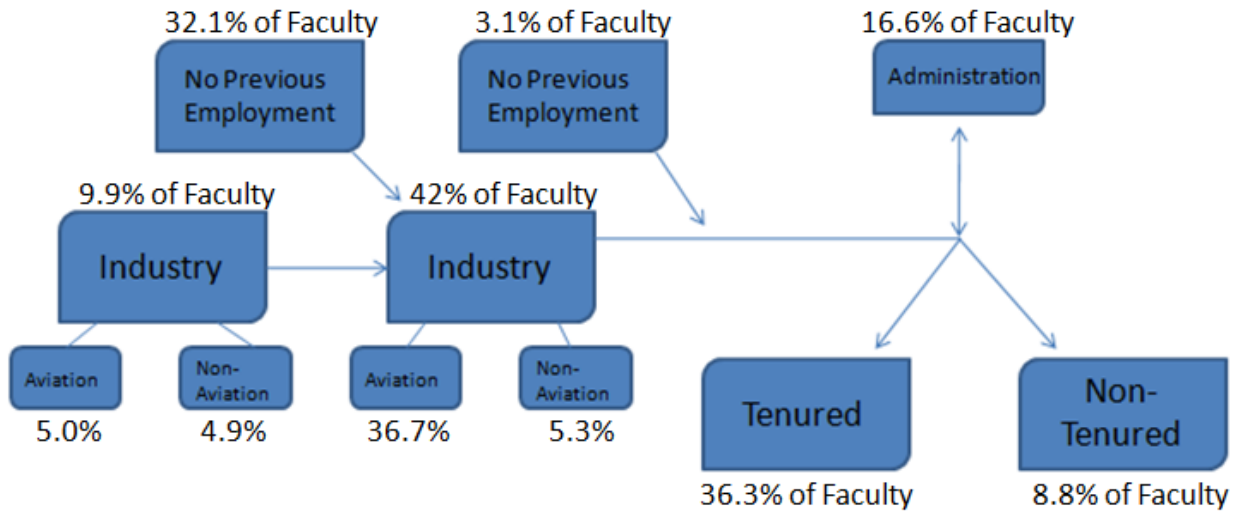 32.1% of Faculty
3.1% of Faculty
16.6% of Faculty
No Previous
Employment
No Previous
Employment
Administration
9.9% of Faculty
42% of Faculty
Industry
Industry
Aviation
Non-
Aviation
Aviation
Non-
Aviation
5.0%
4.9%
36.7%
5.3%
Tenured
Non-
Tenured
36.3% of Faculty
8.8% of Faculty